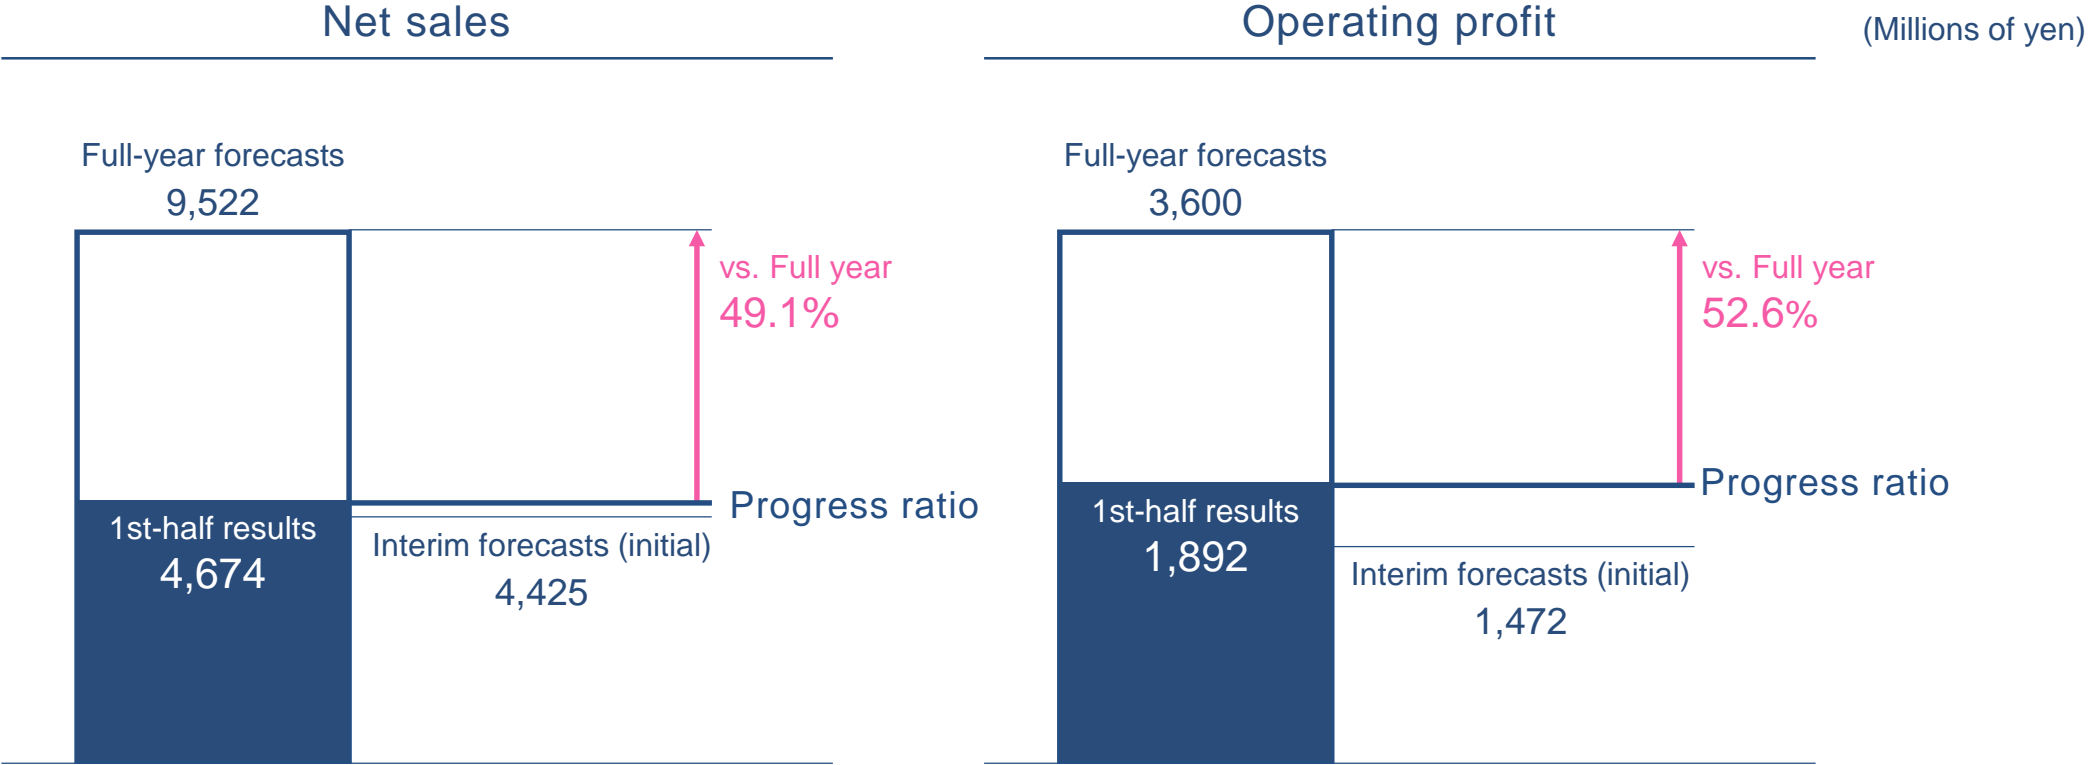 Net sales
Full-year forecasts
9,522
vs. Full year
49.1%
Progress ratio
1st-half results
4,674
Interim forecasts (initial)
4,425
Operating profit
(Millions of yen)
Full-year forecasts
3,600
vs. Full year
52.6%
Progress ratio
1st-half results
1,892
Interim forecasts (initial)
1,472